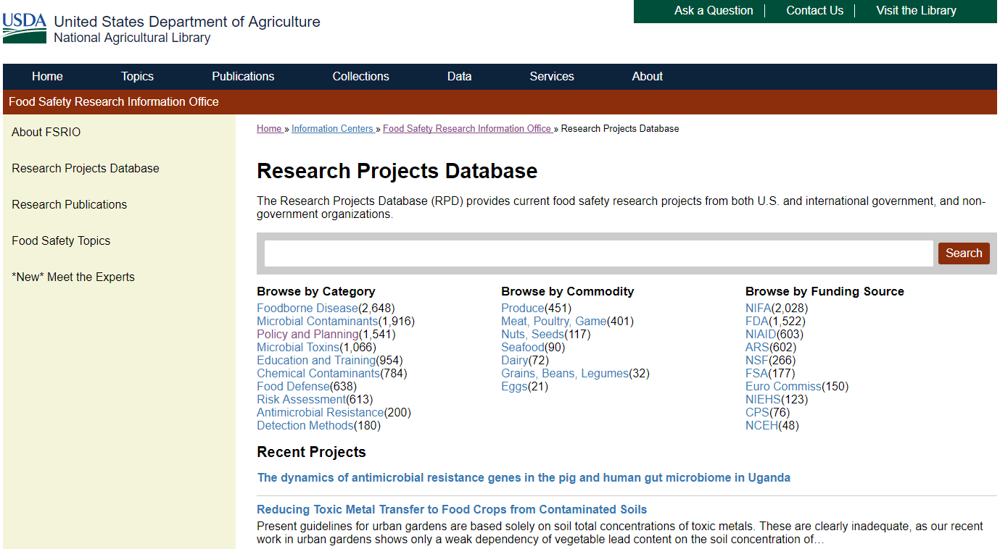 Ask a Question | Contact Us | Visit the Library
USDA
United States Department of Agriculture
National Agricultural Library
Home Topics Publications Collections Data Services About
Food Safety Research Information Office
About FSRIO
Research Projects Database
Research Publications
Food Safety Topics
*New* Meet the Experts
Home » Information Centers » Food Safety Research Information Office » Research Projects Database
Research Projects Database
The Research Projects Database (RPD) provides current food safety research projects from both U.S. and international government, and non-
government organizations.
Search
Browse by Category
Foodborne Disease(2,648)
Microbial Contaminants(1,916)
Policy and Planning(1,541)
Microbial Toxins(1,066)
Education and Training(954)
Chemical Contaminants(784)
Food Defense(638)
Risk Assessment(613)
Antimicrobial Resistance(200)
Detection Methods(180)
Browse by Commodity
Produce(451)
Meat, Poultry, Game(401)
Nuts, Seeds(117)
Seafood(90)
Dairy(72)
Grains, Beans, Legumes(32)
Eggs(21)
Browse by Funding Source
NIFA(2,028)
FDA(1,522)
NIAID(603)
ARS(602)
NSF(266)
FSA(177)
Euro Commiss(150)
NIEHS(123)
CPS(76)
NCEH(48)
Recent Projects
The dynamics of antimicrobial resistance genes in the pig and human gut microbiome in Uganda
Reducing Toxic Metal Transfer to Food Crops from Contaminated Soils
Present guidelines for urban gardens are based solely on soil total concentrations of toxic metals. These are clearly inadequate, as our recent
work in urban gardens shows only a weak dependency of vegetable lead content on the soil concentration of…